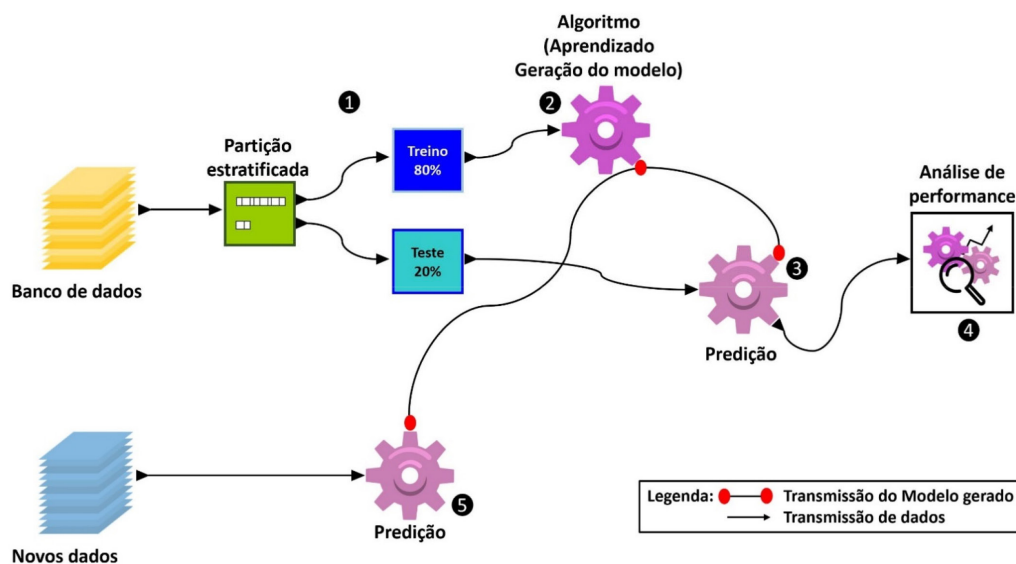 Algoritmo
(Aprendizado
Geração do modelo)
1
2
Partição
estratificada
Treino
80%
Análise de
performance
Teste
20%
3
Banco de dados
4
Predição
5
Legenda: Transmissão do Modelo gerado
Transmissão de dados
Predição
Novos dados